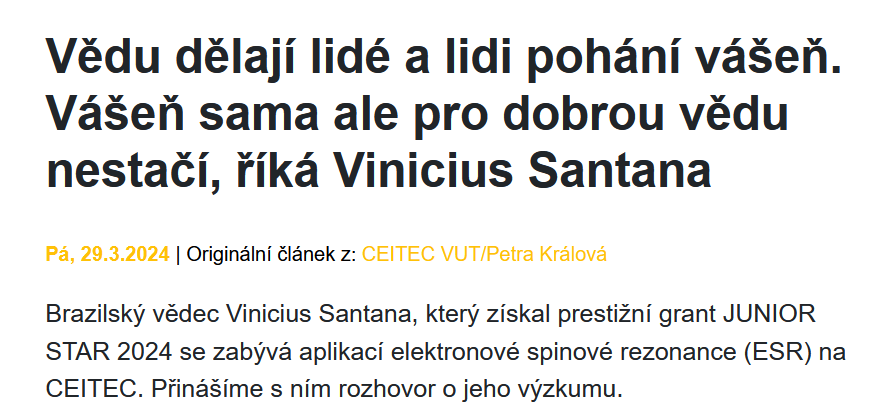 Vědu dělají lidé a lidi pohání vášeň.
Vášeň sama ale pro dobrou vědu
nestačí, říká Vinicius Santana
Pá, 29.3.2024 | Originální článek z: CEITEC VUT/Petra Králová
Brazilský vědec Vinicius Santana, který získal prestižní grant JUNIOR
STAR 2024 se zabývá aplikací elektronové spinové rezonance (ESR) na
CEITEC. Přinášíme s ním rozhovor o jeho výzkumu.